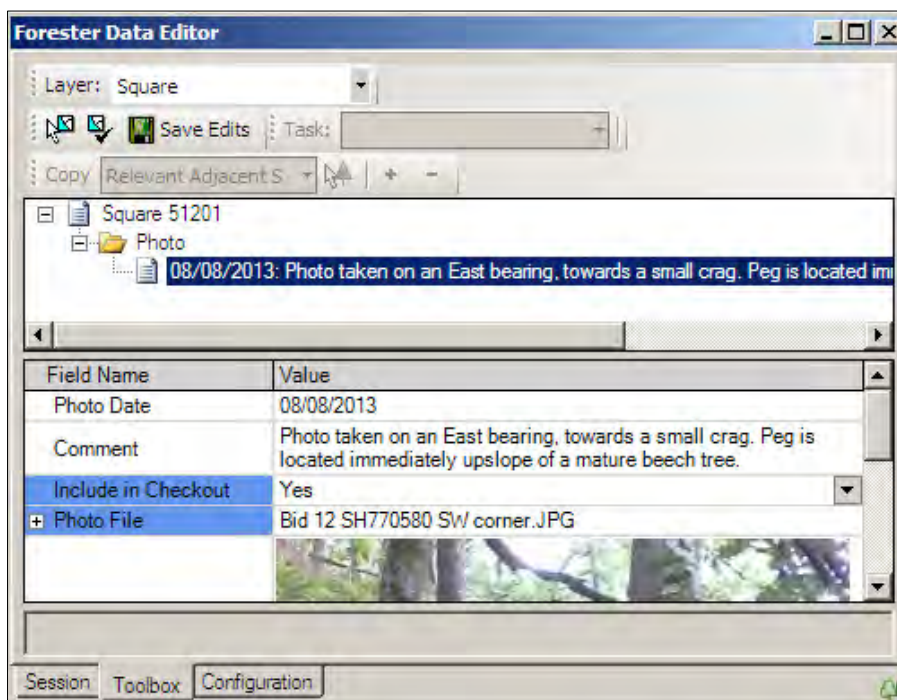 Forester Data Editor
Layer: Square
Save Edits Task:
Copy Relevant Adjacent S
Square 51201
Photo
08/08/2013: Photo taken on an East bearing, towards a small crag. Peg is located
Field Name Value
Photo Date 08/08/2013
Comment Photo taken on an East bearing, towards a small crag. Peg is
located immediately upslope of a mature beech tree.
Include in Checkout Yes
Photo File Bid 12 SH770580 SW corner.JPG
Session Toolbox Configuration